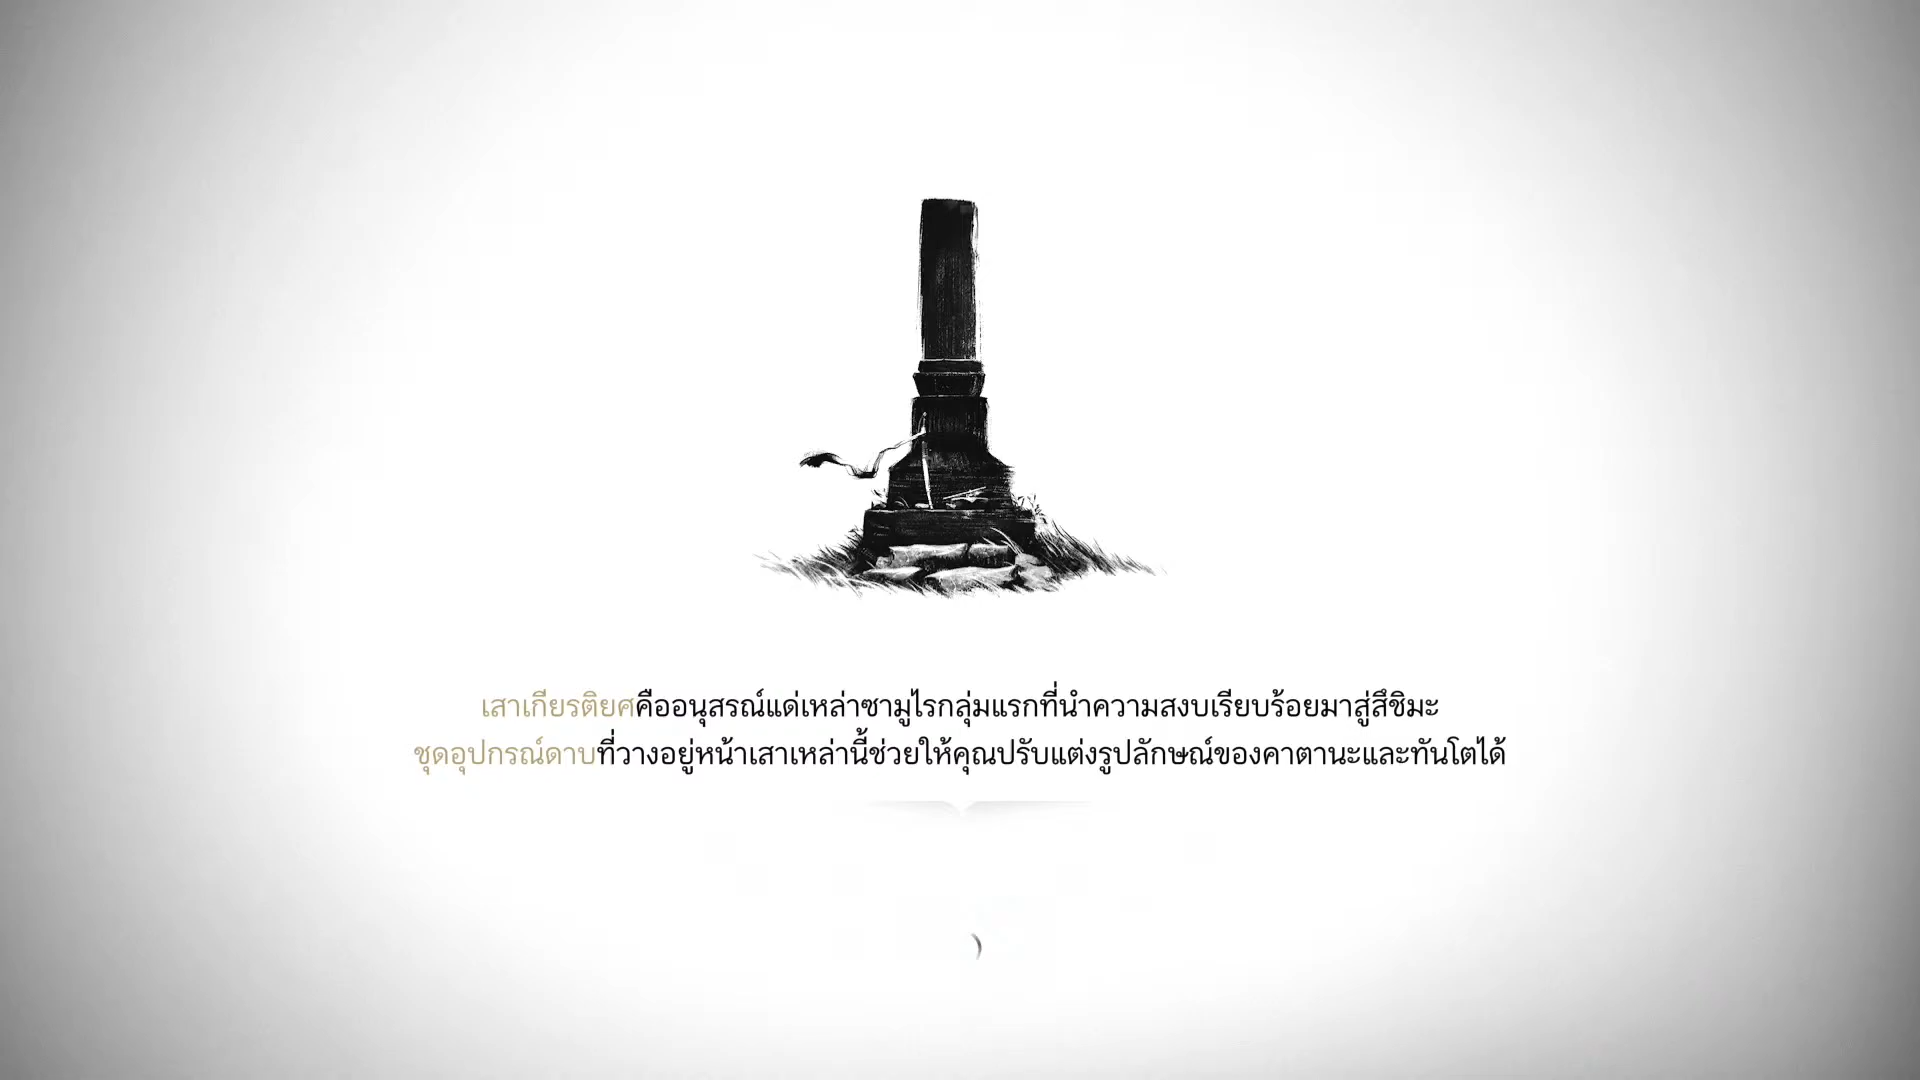 เสาเกียรติยศคืออนุสรณ์แด่เหล่าซามูไรกลุ่มแรกที่นำความสงบเรียบร้อยมาสู่สึชิมะ
ชุดอุปกรณ์ดาบที่วางอยู่หน้าเสาเหล่านี้ช่วยให้คุณปรับแต่งรูปลักษณ์ของคาตานะและทันโตได้